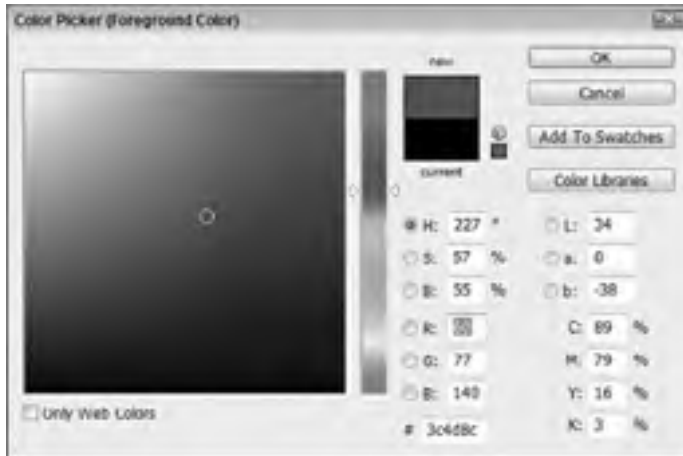 Color Picker (Foreground Color)
new
current
OK
Cancel
Add To Swatches
Color Libraries
H: 227 °
S: 57 %
B: 55 %
R:
G: 77
B: 140
# 3c4d8c
L: 34
a: 0
b: -38
C: 89 %
M: 79 %
Y: 16 %
K: 3 %
Only Web Colors